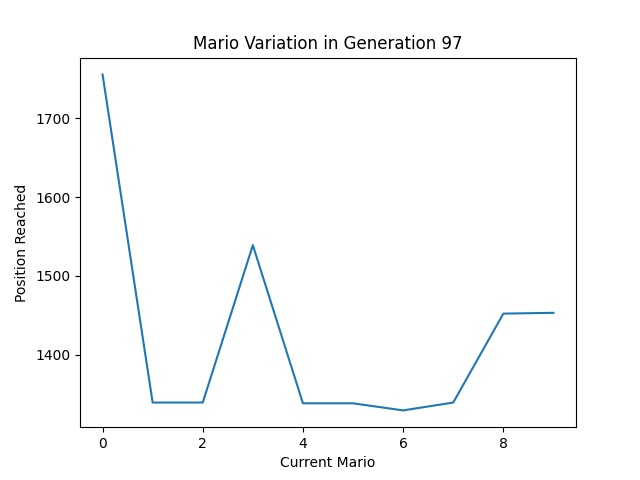 Mario Variation in Generation 97
1700
1600
1500
1400
Position Reached
0 2 4 6 8
Current Mario